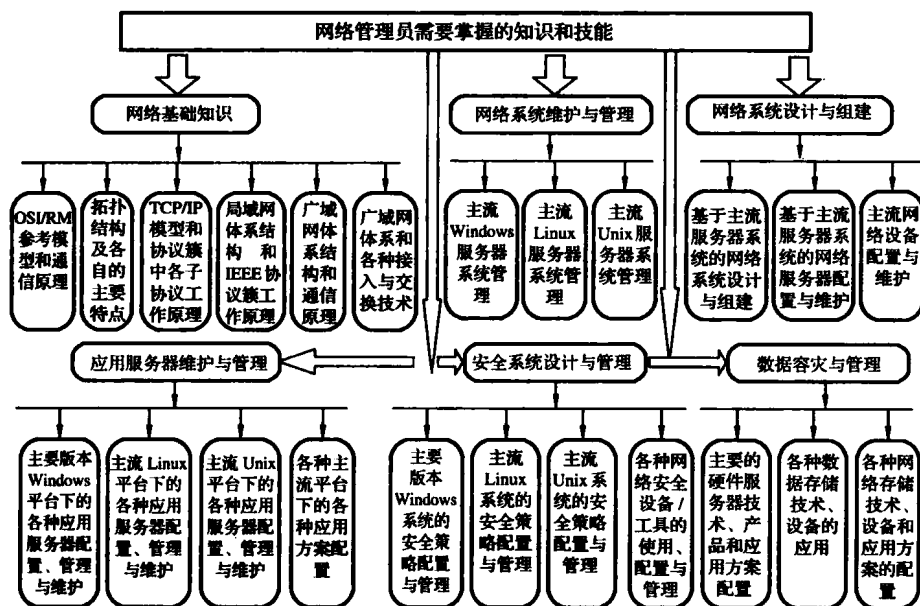 网络管理员需要掌握的知识和技能
网络基础知识
网络系统维护与管理
网络系统设计与组建
OSI/RM
参考模
型和通
信原理
拓扑
结构及各
自的
主要
特点
TCP/IP
模型和
协议簇
中各子
协议工
作原理
局域网
体系结
构 和
IEEE 协
议簇工
作原理
广域
网体
系结
构和
通信
原理
广域网
体系和
各种接
入与交
换技术
主流
Windows
服务器
系统管
理
主流
Linux
服务器
系统管
理
主流
Unix 服
务器系
统管理
基于主流
服务器系
统的网络
系统设计
与组建
基于主流
服务器系
统的网络
服务器配
置与维护
主流网
络设备
配置与
维护
应用服务器维护与管理
安全系统设计与管理
数据容灾与管理
主要版本
Windows
平台下的
各种应用
服务器配
置、管理
与维护
主流 Linux
平台下的
各种应用
服务器配
置、管理
与维护
主流 Unix
平台下的
各种应用
服务器配
置、管理
与维护
各种主
流平台
下的各
种应用
方案配
置
主要
版本
Windows
系统的安
全策略配
置与管理
主流
Linux
系统的
安全策
略配置
与管理
主流
Unix 系
统的安
全策略
配置与
管理
各种网
络安全
设备 /
工具的
使用、
配置与
管理
主要的
硬件服
务器技
术、产
品和应
用方案
配置
各种数
据存储
技术、
设备的
应用
各种网
络存储
技术、
设备和
应用方
案的配
置